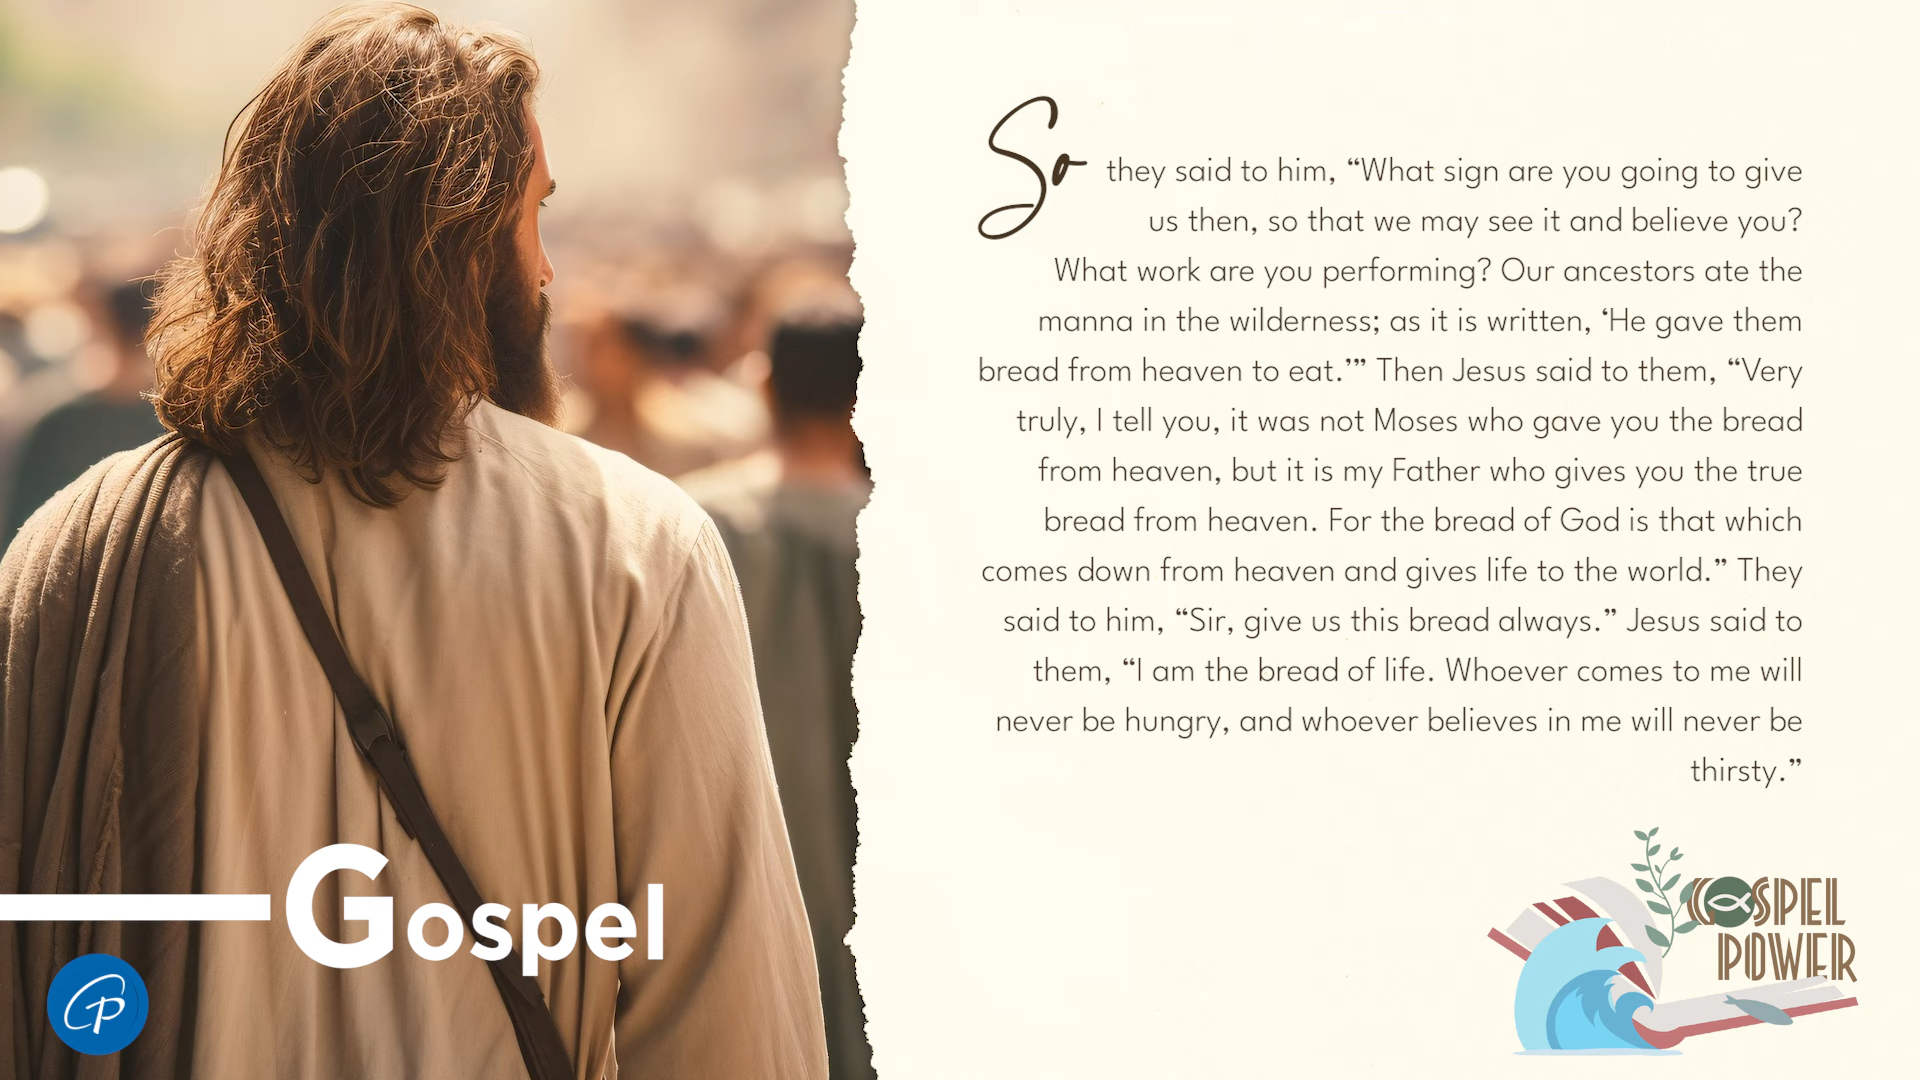 So they said to him, “What sign are you going to give
us then, so that we may see it and believe you?
What work are you performing? Our ancestors ate the
manna in the wilderness; as it is written, ‘He gave them
bread from heaven to eat.’” Then Jesus said to them, “Very
truly, I tell you, it was not Moses who gave you the bread
from heaven, but it is my Father who gives you the true
bread from heaven. For the bread of God is that which
comes down from heaven and gives life to the world.” They
said to him, “Sir, give us this bread always.” Jesus said to
them, “I am the bread of life. Whoever comes to me will
never be hungry, and whoever believes in me will never be
thirsty.”
Gospel
GOSPEL
POWER